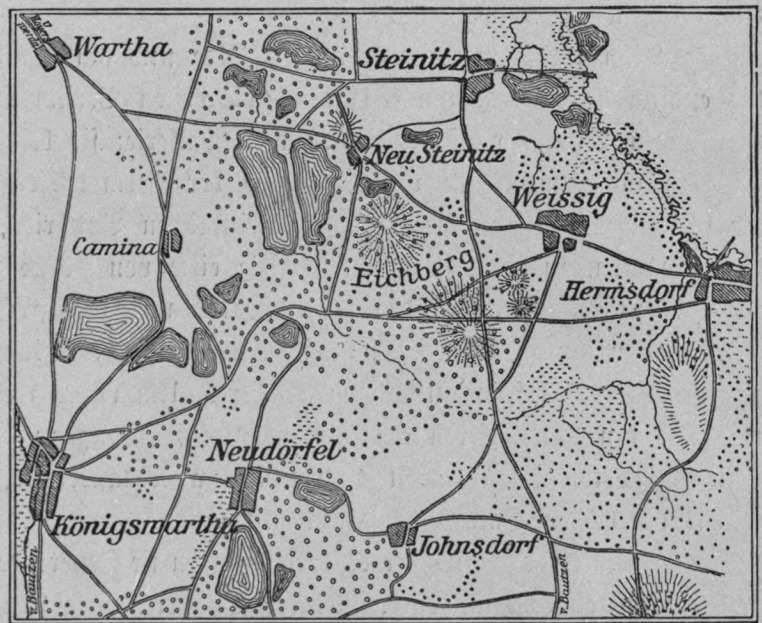 Wartha
Steinitz
Neu Steinitz
Weissig
Camina
Eichberg
Hermsdorf
Neudörfel
Königswartha
Johnsdorf
v. Bautzen
v. Bautzen